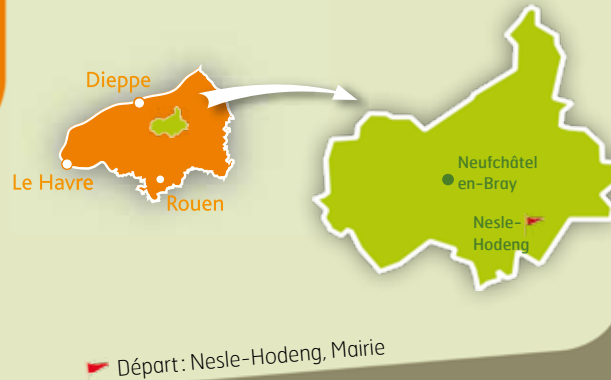 Dieppe
Le Havre
Rouen
Neufchâtel
en-Bray
Nesle-
Hodeng
Départ : Nesle-Hodeng, Mairie